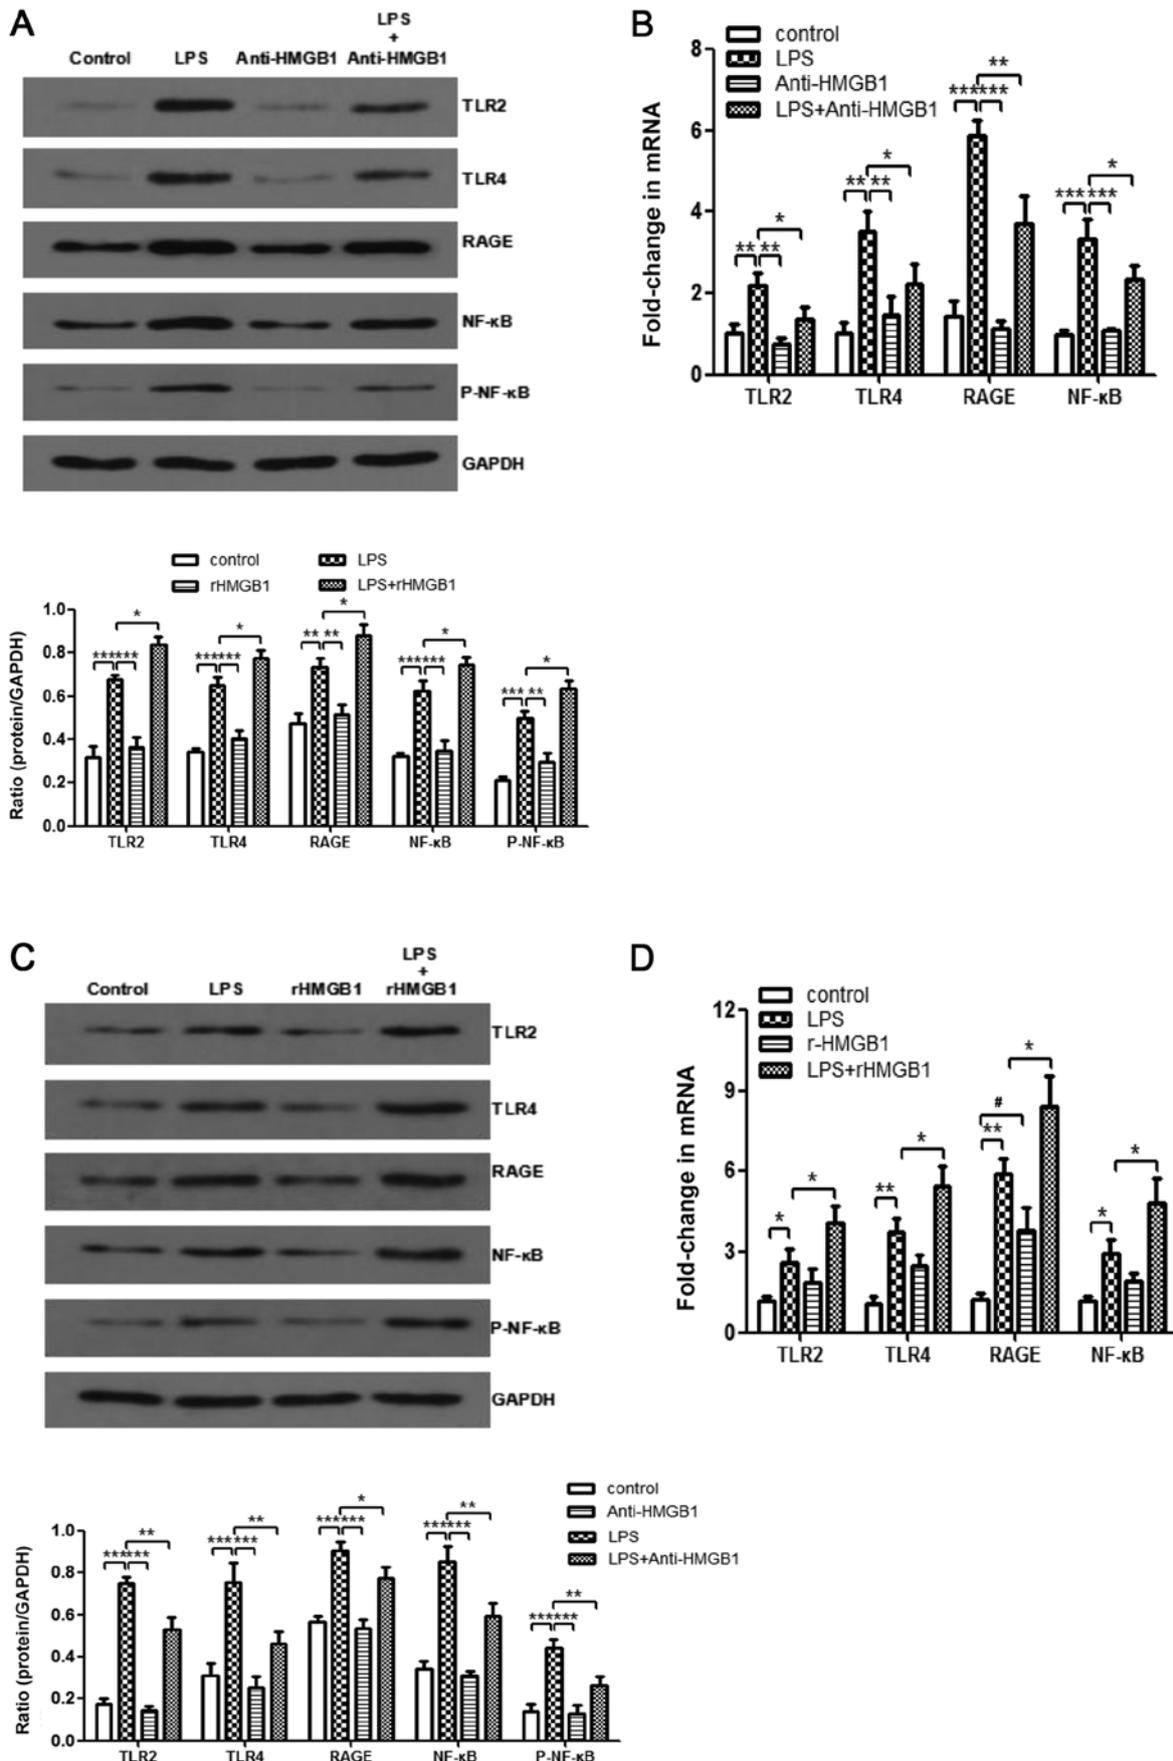 A
Control LPS Anti-HMGB1 LPS + Anti-HMGB1
TLR2
TLR4
RAGE
NF-κB
P-NF-κB
GAPDH
control LPS
rHMGB1 LPS+rHMGB1
Ratio (protein/GAPDH)
1.0
0.8
0.6
0.4
0.2
0.0
*** *** *
*** *** *
** ** *
*** *** *
*** ** *
TLR2 TLR4 RAGE NF-κB P-NF-κB
B
control
LPS
Anti-HMGB1
LPS+Anti-HMGB1
Fold-change in mRNA
8
6
4
2
0
** ** *
** ** *
*** *** **
*** *** *
TLR2 TLR4 RAGE NF-κB
C
Control LPS rHMGB1 LPS + rHMGB1
TLR2
TLR4
RAGE
NF-κB
P-NF-κB
GAPDH
control
Anti-HMGB1
LPS
LPS+Anti-HMGB1
Ratio (protein/GAPDH)
1.0
0.8
0.6
0.4
0.2
0.0
*** *** **
*** *** **
*** *** *
*** *** **
*** *** **
TLR2 TLR4 RAGE NF-κB P-NF-κB
D
control
LPS
r-HMGB1
LPS+rHMGB1
Fold-change in mRNA
12
9
6
3
0
* *
** *
** # *
* *
TLR2 TLR4 RAGE NF-κB